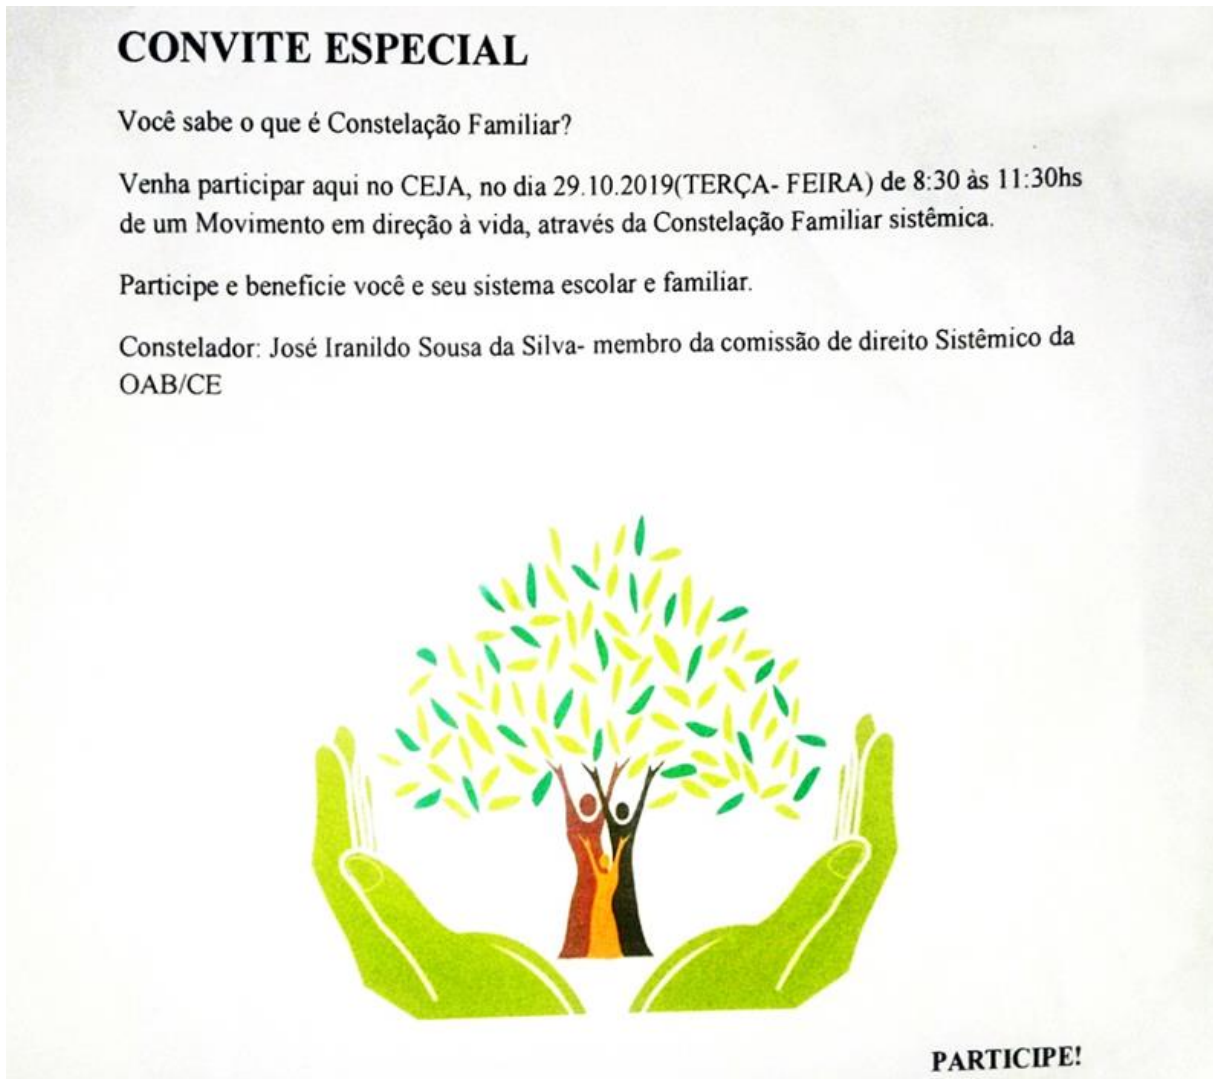 CONVITE ESPECIAL
Você sabe o que é Constelação Familiar?
Venha participar aqui no CEJA, no dia 29.10.2019(TERÇA- FEIRA) de 8:30 às 11:30hs
de um Movimento em direção à vida, através da Constelação Familiar sistêmica.
Participe e beneficie você e seu sistema escolar e familiar.
Constelador: José Iranildo Sousa da Silva- membro da comissão de direito Sistêmico da
OAB/CE
PARTICIPE!